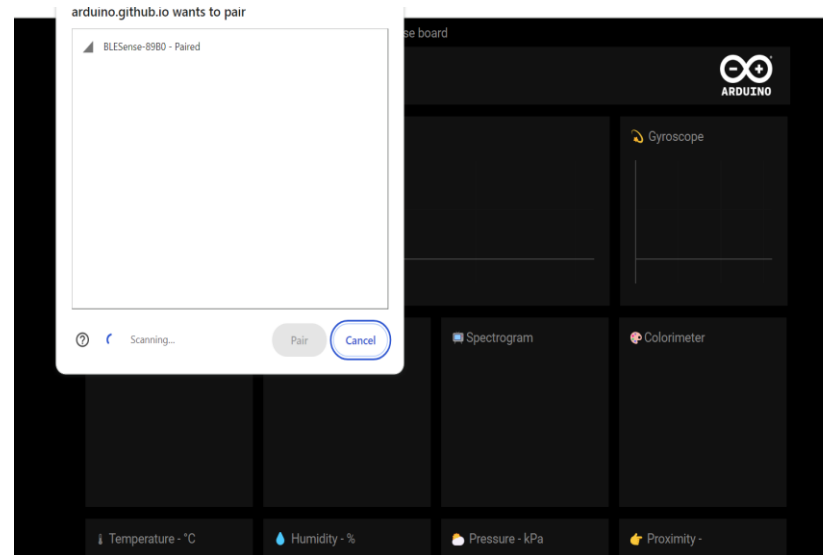 arduino.github.io wants to pair
BLESense-89B0 - Paired
Scanning...
Pair
Cancel
se board
ARDUINO
Gyroscope
Spectrogram
Colorimeter
Temperature - °C
Humidity - %
Pressure - kPa
Proximity -